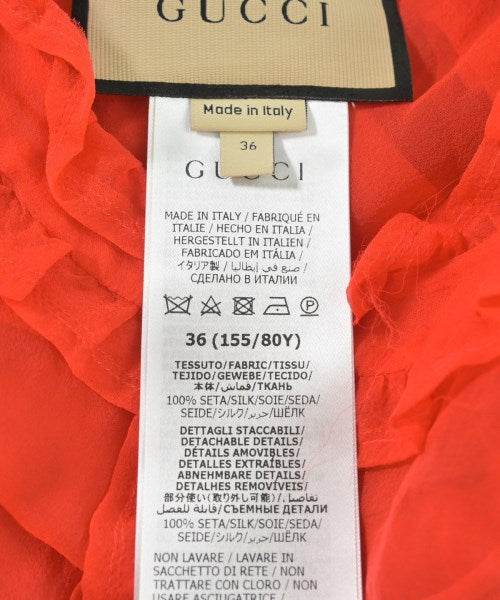 GUCCI
Made in Italy
36
GUCCI
MADE IN ITALY / FABRIQUÉ EN
ITALIE / HECHO EN ITALIA /
HERGESTELLT IN ITALIEN /
FABRICADO EM ITÁLIA /
イタリア製 / صنع في إيطاليا /
СДЕЛАНО В ИТАЛИИ
36 (155/80Y)
TESSUTO/FABRIC/TISSU/
TEJIDO/GEWEBE/TECIDO/
本体/قماش/ТКАНЬ
100% SETA/SILK/SOIE/SEDA/
SEIDE/シルク/حرير/ШЁЛК
DETTAGLI STACCABILI/
DETACHABLE DETAILS/
DÉTAILS AMOVIBLES/
DETALLES EXTRAÍBLES/
ABNEHMBARE DETAILS/
DETALHES REMOVÍVEIS/
部分使い(取り外し可能)/تفاصيل
قابلة للفصل/СЪЕМНЫЕ ДЕТАЛИ
100% SETA/SILK/SOIE/SEDA/
SEIDE/シルク/حرير/ШЁЛК
NON LAVARE / LAVARE IN
SACCHETTO DI RETE / NON
TRATTARE CON CLORO / NON
USARE ASCIUGATRICI